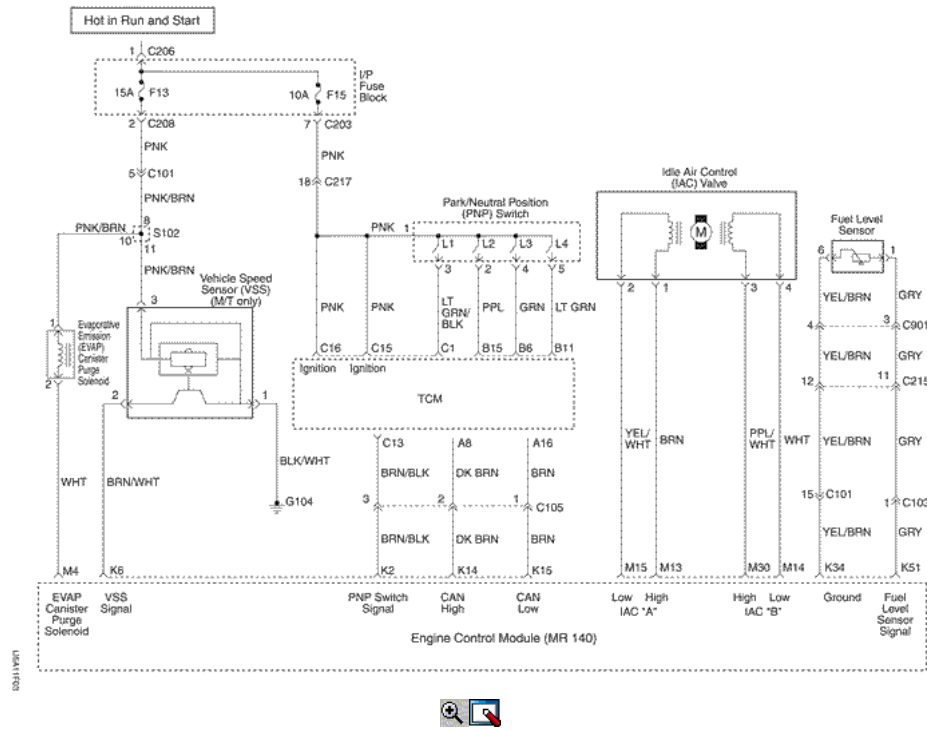 Hot in Run and Start
1 C206
I/P
Fuse
Block
15A F13
10A F15
2 C208
7 C203
PNK
PNK
5 C101
18 C217
PNK/BRN
PNK/BRN
8
10
S102
11
PNK/BRN
Park/Neutral Position
(PNP) Switch
PNK 1
L1 L2 L3 L4
3 2 4 5
Idle Air Control
(IAC) Valve
M
2 1 3 4
Fuel Level
Sensor
6 1
YEL/BRN GRY
4 3 C901
YEL/BRN GRY
12 11 C215
Vehicle Speed
Sensor (VSS)
(M/T only)
3
1
Evaporative
Emission
(EVAP)
Canister
Purge
Solenoid
2
2 1
PNK PNK
LT
GRN/
BLK
PPL GRN LT GRN
C16 C15 C1 B15 B6 B11
Ignition Ignition
TCM
C13 A8 A16
BRN/BLK DK BRN BRN
3 2 1 C105
BRN/BLK DK BRN BRN
BLK/WHT
G104
WHT BRN/WHT
YEL/
WHT
BRN
PPL/
WHT
WHT
YEL/BRN GRY
15 C101
1 C103
YEL/BRN GRY
M4 K6 K2 K14 K15 M15 M13 M30 M14 K34 K51
EVAP
Canister
Purge
Solenoid
VSS
Signal
PNP Switch
Signal
CAN
High
CAN
Low
Low High
IAC "A"
High Low
IAC "B"
Ground
Fuel
Level
Sensor
Signal
Engine Control Module (MR 140)